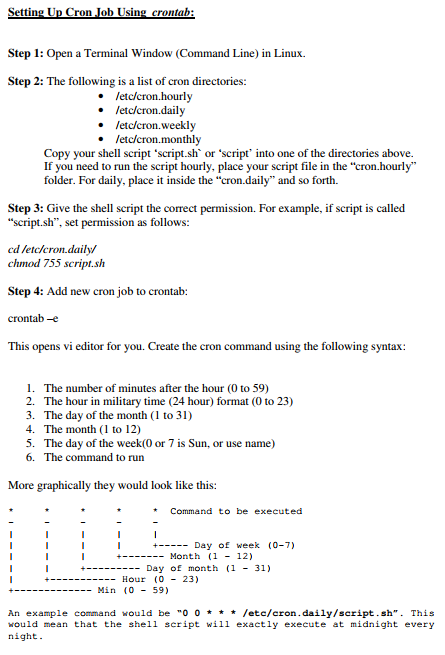 Setting Up Cron Job Using crontab:
Step 1: Open a Terminal Window (Command Line) in Linux.
Step 2: The following is a list of cron directories:
• /etc/cron.hourly
• /etc/cron.daily
• /etc/cron.weekly
• /etc/cron.monthly
Copy your shell script ‘script.sh` or ‘script’ into one of the directories above.
If you need to run the script hourly, place your script file in the “cron.hourly”
folder. For daily, place it inside the “cron.daily” and so forth.
Step 3: Give the shell script the correct permission. For example, if script is called
“script.sh”, set permission as follows:
cd /etc/cron.daily/
chmod 755 script.sh
Step 4: Add new cron job to crontab:
crontab –e
This opens vi editor for you. Create the cron command using the following syntax:
1. The number of minutes after the hour (0 to 59)
2. The hour in military time (24 hour) format (0 to 23)
3. The day of the month (1 to 31)
4. The month (1 to 12)
5. The day of the week(0 or 7 is Sun, or use name)
6. The command to run
More graphically they would look like this:
* * * * * Command to be executed
- - - - -
| | | | |
| | | | +----- Day of week (0-7)
| | | +------- Month (1 - 12)
| | +--------- Day of month (1 - 31)
| +----------- Hour (0 - 23)
+------------- Min (0 - 59)
An example command would be “0 0 * * * /etc/cron.daily/script.sh”. This
would mean that the shell script will exactly execute at midnight every
night.